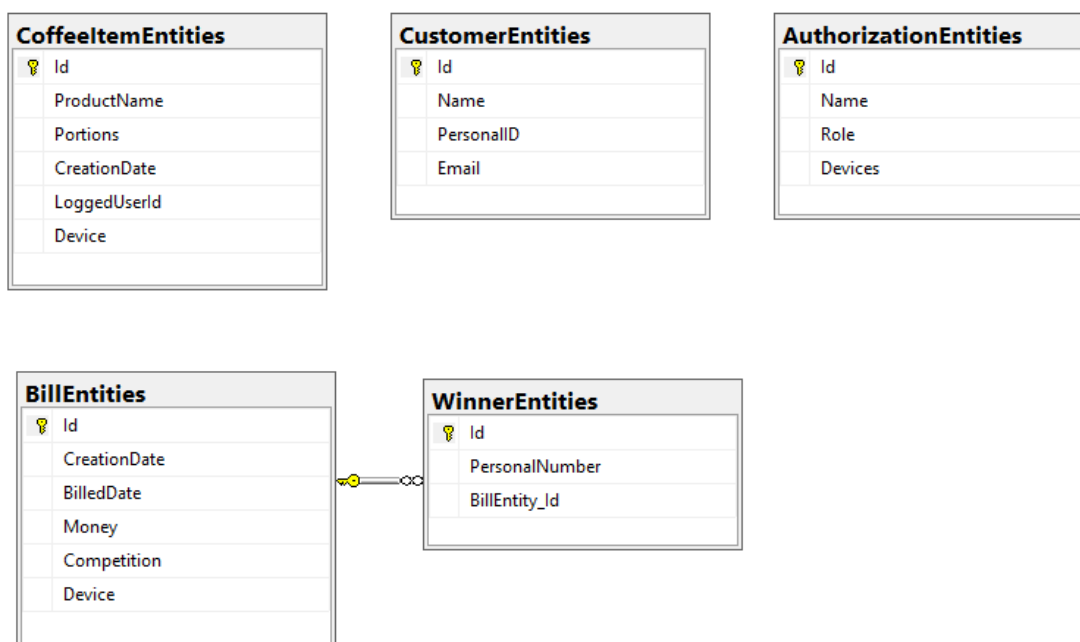 CoffeeItemEntities
Id
ProductName
Portions
CreationDate
LoggedUserId
Device
CustomerEntities
Id
Name
PersonalID
Email
AuthorizationEntities
Id
Name
Role
Devices
BillEntities
Id
CreationDate
BilledDate
Money
Competition
Device
WinnerEntities
Id
PersonalNumber
BillEntity_Id